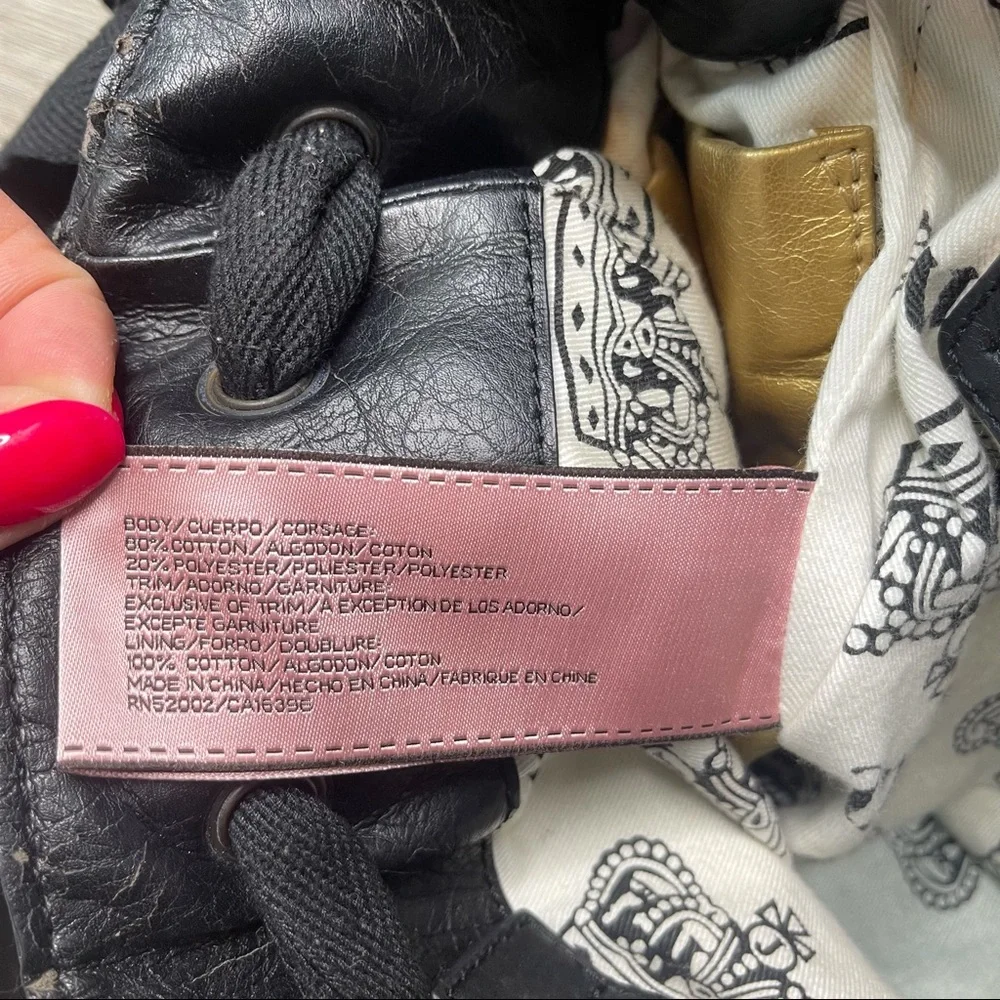 BODY/CUERPO/CORSAGE:
80% COTTON/ALGODON/COTON
20% POLYESTER/POLIESTER/POLYESTER
TRIM/ADORNO/GARNITURE:
EXCLUSIVE OF TRIM/A EXCEPTION DE LOS ADORNO/
EXCEPTE GARNITURE
LINING/FORRO/DOUBLURE:
100% COTTON/ALGODON/COTON
MADE IN CHINA/HECHO EN CHINA/FABRIQUE EN CHINE
RN52002/CA16396